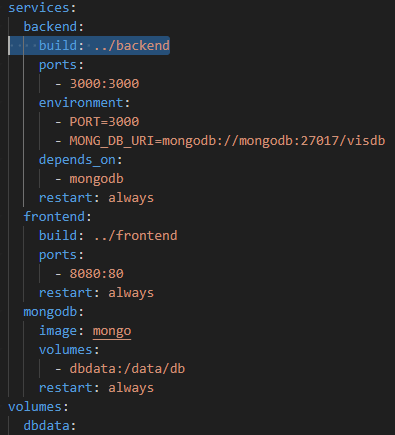 services:
  backend:
    build: ../backend
    ports:
      - 3000:3000
    environment:
      - PORT=3000
      - MONG_DB_URI=mongodb://mongodb:27017/visdb
    depends_on:
      - mongodb
    restart: always
  frontend:
    build: ../frontend
    ports:
      - 8080:80
    restart: always
  mongodb:
    image: mongo
    volumes:
      - dbdata:/data/db
    restart: always
volumes:
  dbdata: